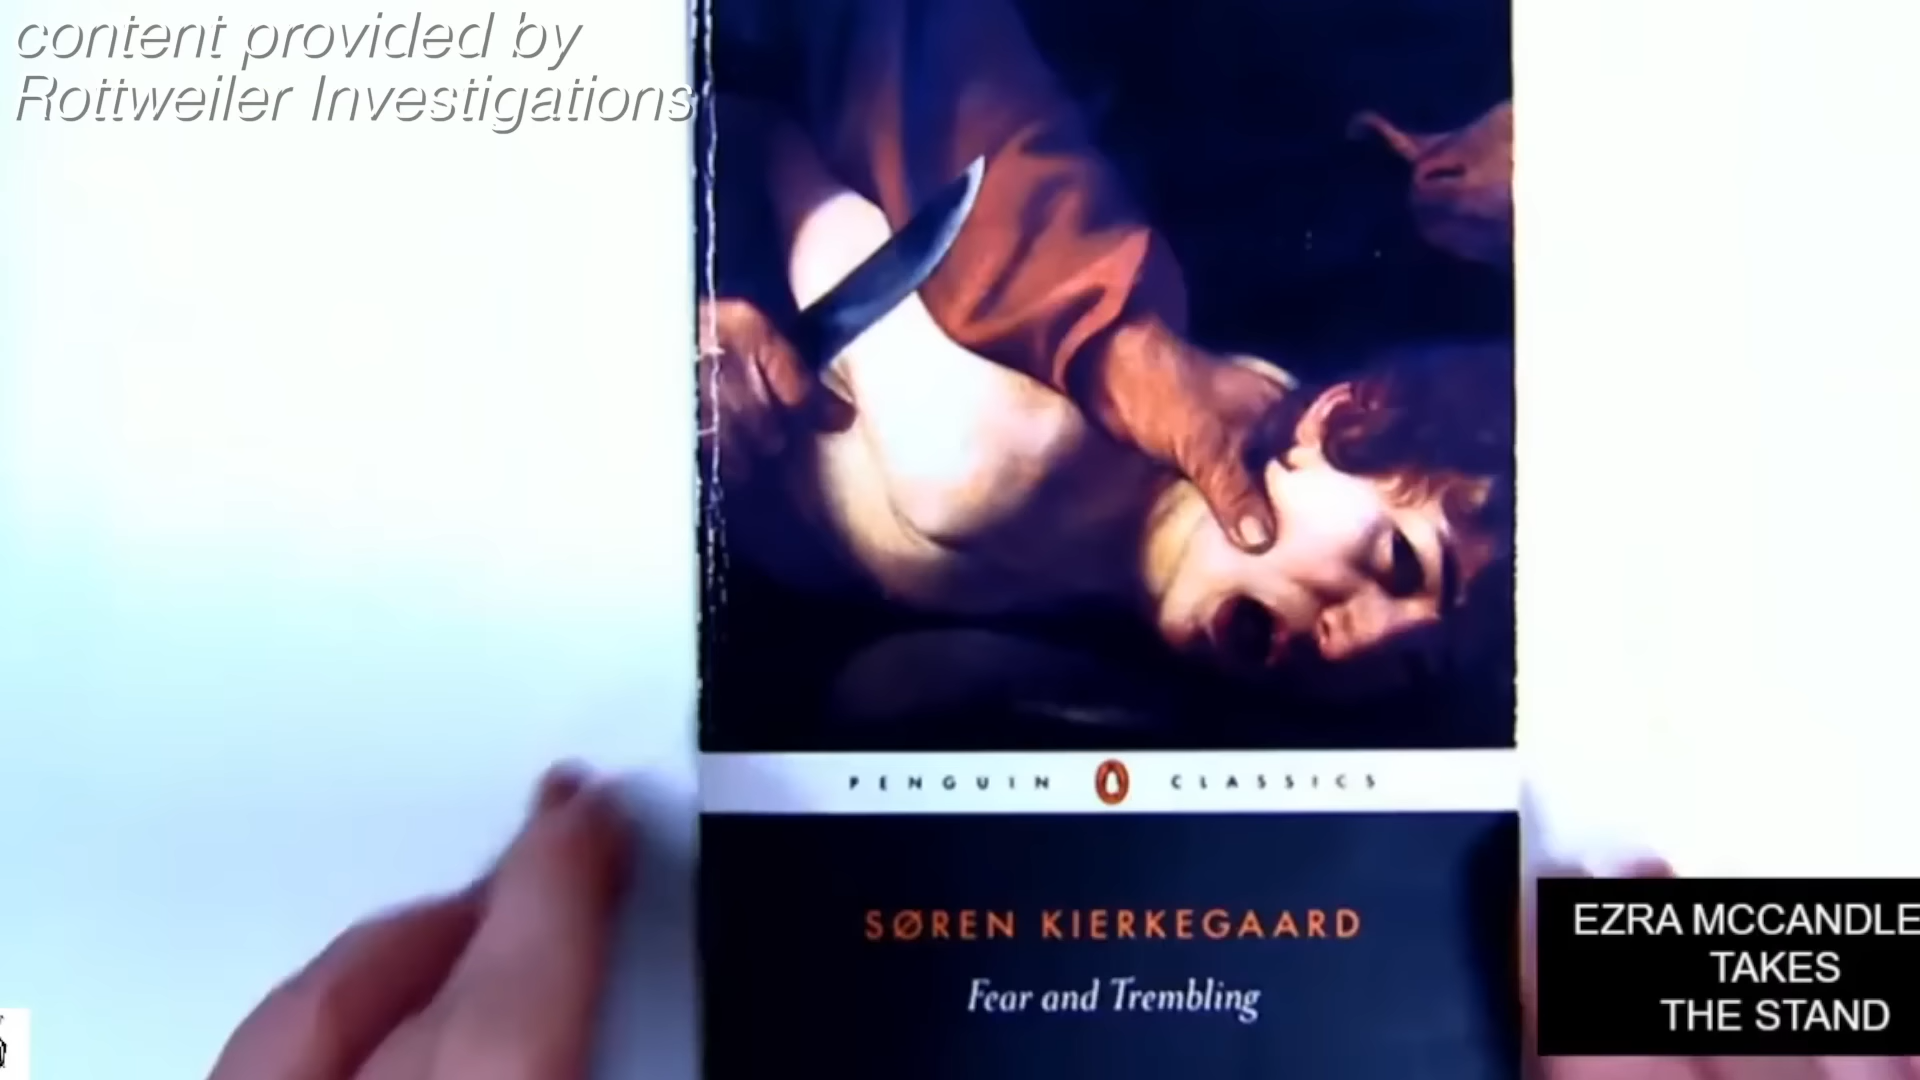 content provided by
Rottweiler Investigations
PENGUIN CLASSICS
SØREN KIERKEGAARD
Fear and Trembling
EZRA MCCANDLE
TAKES
THE STAND